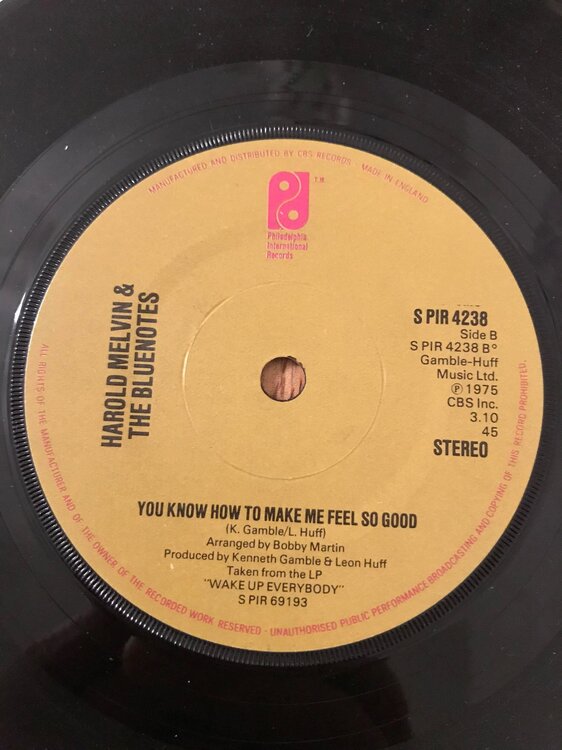 MANUFACTURED AND DISTRIBUTED BY CBS RECORDS · MADE IN ENGLAND
T.M.
Philadelphia
International
Records
HAROLD MELVIN &
THE BLUENOTES
S PIR 4238
Side B
S PIR 4238 B°
Gamble-Huff
Music Ltd.
℗ 1975
CBS Inc.
3.10
45
STEREO
YOU KNOW HOW TO MAKE ME FEEL SO GOOD
(K. Gamble/L. Huff)
Arranged by Bobby Martin
Produced by Kenneth Gamble & Leon Huff
Taken from the LP
"WAKE UP EVERYBODY"
S PIR 69193
ALL RIGHTS OF THE MANUFACTURER AND OF THE OWNER OF THE RECORDED WORK RESERVED · UNAUTHORISED PUBLIC PERFORMANCE BROADCASTING AND COPYING OF THIS RECORD PROHIBITED.